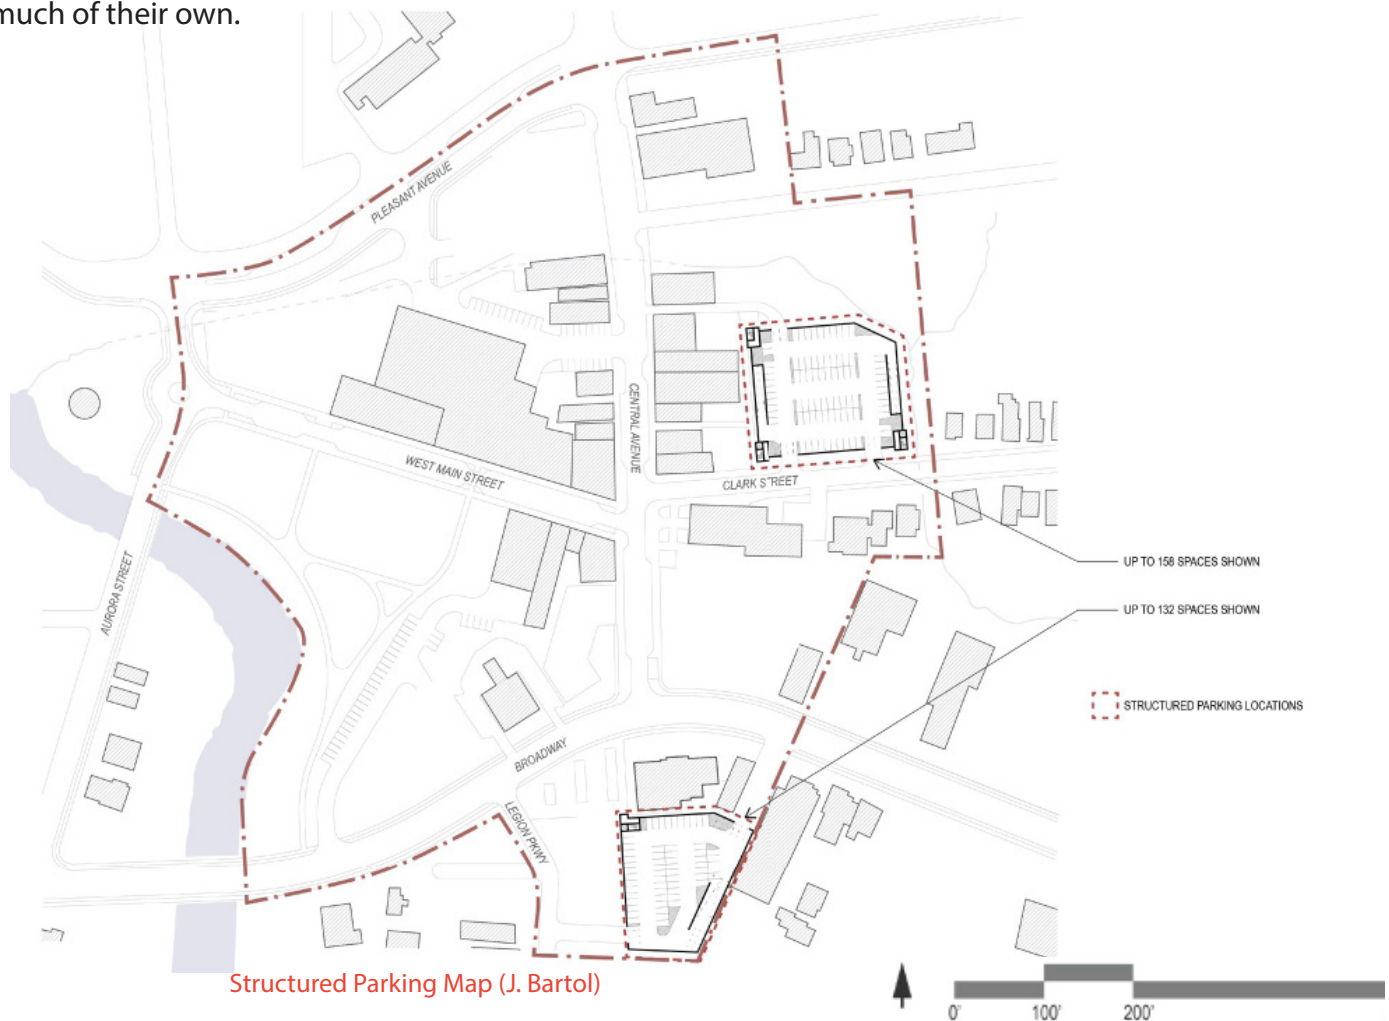 much of their own.
PLEASANT AVENUE
CENTRAL AVENUE
WEST MAIN STREET
CLARK STREET
AURORA STREET
UP TO 158 SPACES SHOWN
UP TO 132 SPACES SHOWN
STRUCTURED PARKING LOCATIONS
BROADWAY
LEGION PKWY
Structured Parking Map (J. Bartol)
0' 100' 200'